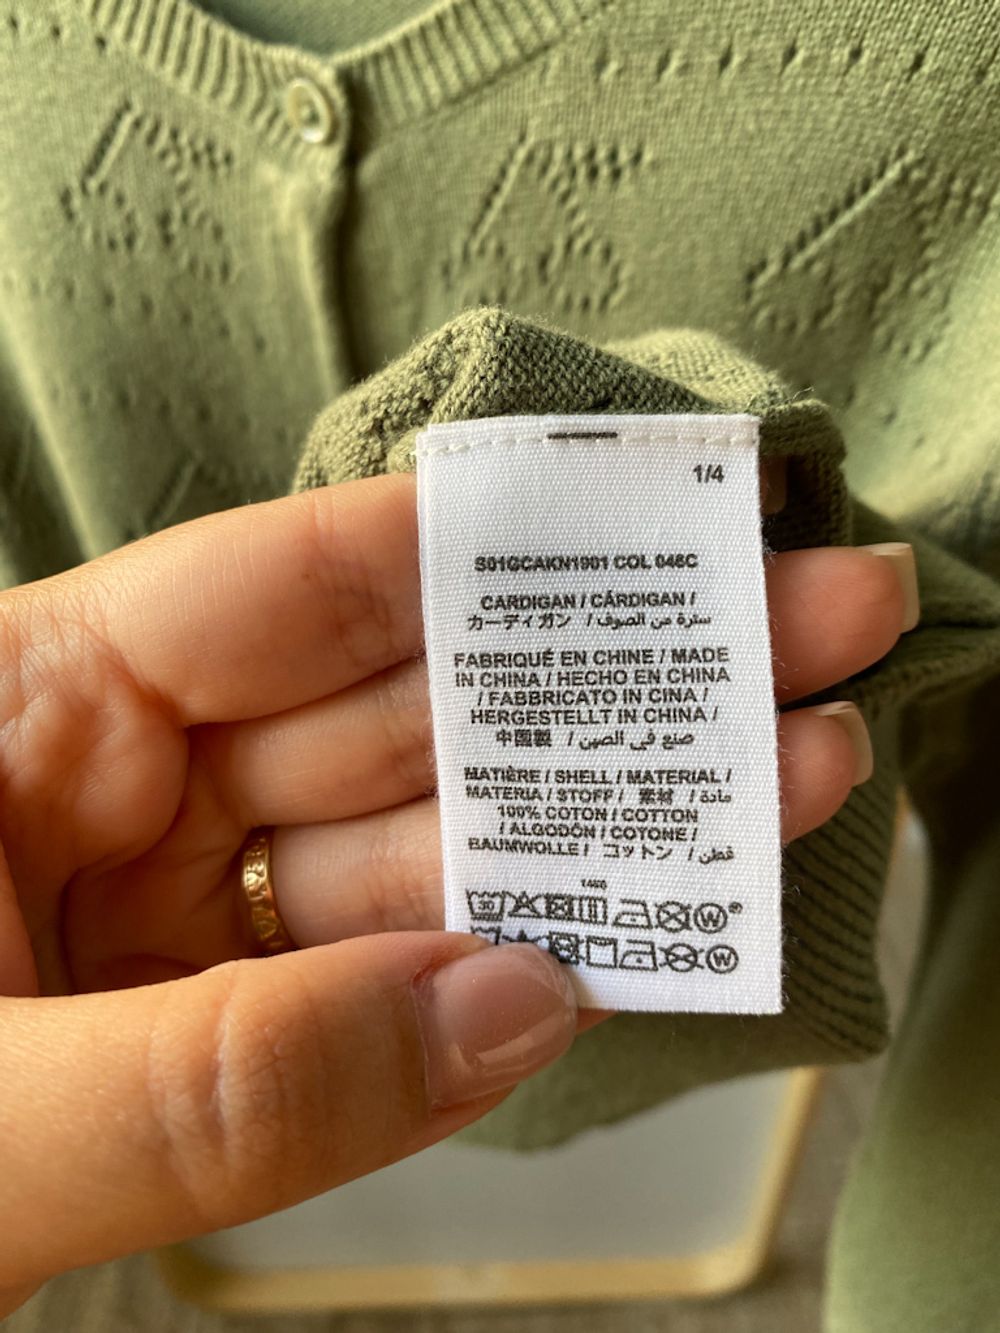 1/4
S01GCAKN1901 COL 046C
CARDIGAN / CÁRDIGAN /
カーディガン / سترة من الصوف
FABRIQUÉ EN CHINE / MADE
IN CHINA / HECHO EN CHINA
/ FABBRICATO IN CINA /
HERGESTELLT IN CHINA /
中国製 / صنع في الصين
MATIÈRE / SHELL / MATERIAL /
MATERIA / STOFF / 素材 / مادة
100% COTON / COTTON
/ ALGODÓN / COTONE /
BAUMWOLLE / コットン / قطن
30
W
W